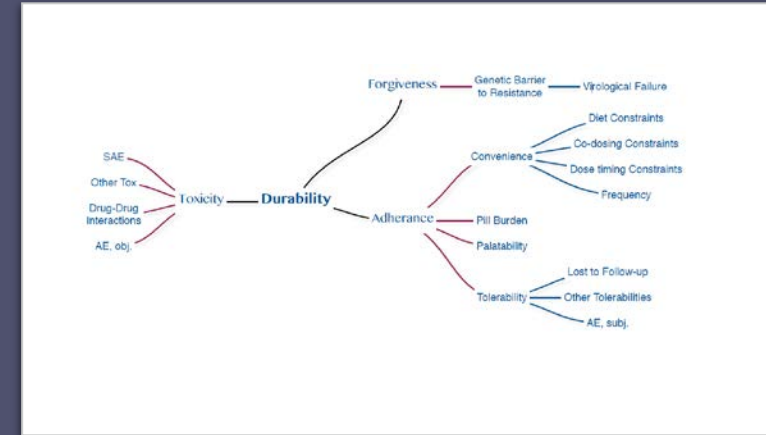 Forgiveness
Genetic Barrier
to Resistance
Virological Failure
Diet Constraints
Co-dosing Constraints
Convenience
Dose timing Constraints
Frequency
SAE
Other Tox
Drug-Drug
Interactions
AE, obj.
Toxicity
Durability
Adherance
Pill Burden
Palatability
Lost to Follow-up
Tolerability
Other Tolerabilities
AE, subj.